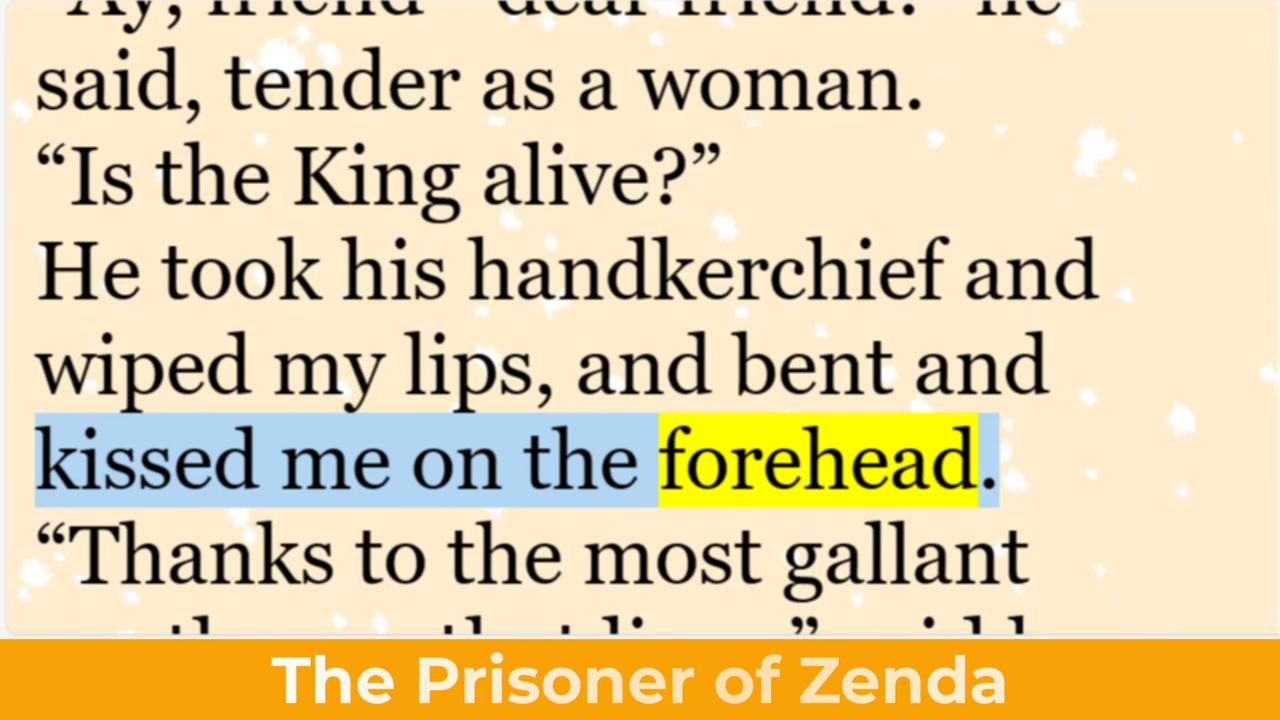 said, tender as a woman.
“Is the King alive?”
He took his handkerchief and
wiped my lips, and bent and
kissed me on the forehead.
“Thanks to the most gallant
The Prisoner of Zenda